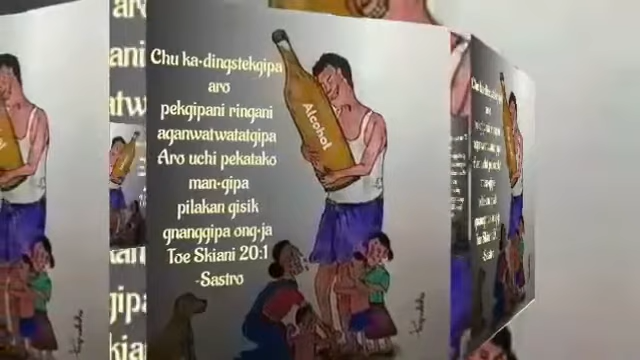 Chu ka-dingstekgipa
aro
pekgipani ringani
aganwatwatatgipa
Aro uchi pekatako
man-gipa
pilakan gisik
gnanggipa ong-ja
Toe Skiani 20:1
-Sastro
Alcohol